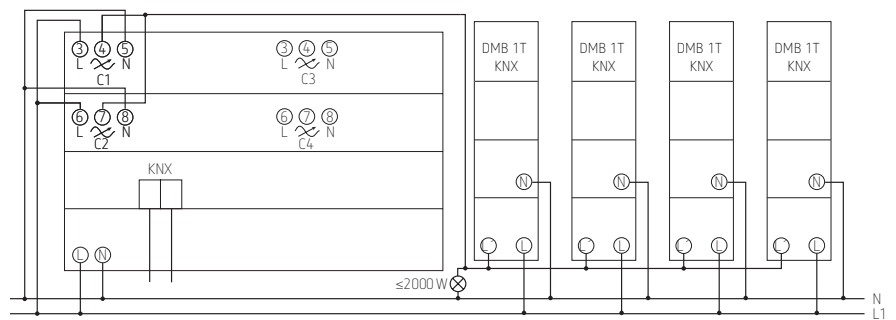 3 4 5
L N
C1
3 4 5
L N
C3
6 7 8
L N
C2
6 7 8
L N
C4
KNX
L N
≤2000 W
DMB 1T
KNX
N
L' L
DMB 1T
KNX
N
L' L
DMB 1T
KNX
N
L' L
DMB 1T
KNX
N
L' L
N
L1